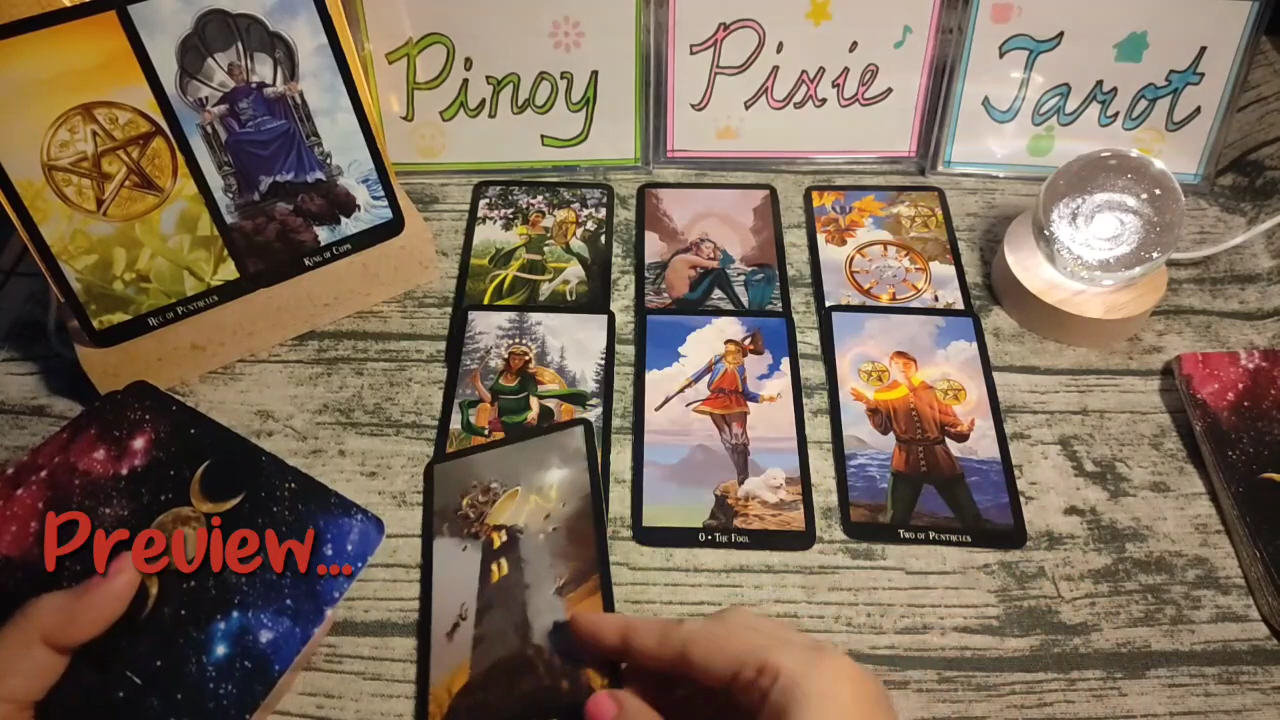 Pinoy
Pixie
Tarot
Ace of Pentacles
King of Cups
0 • The Fool
Two of Pentacles
Preview...